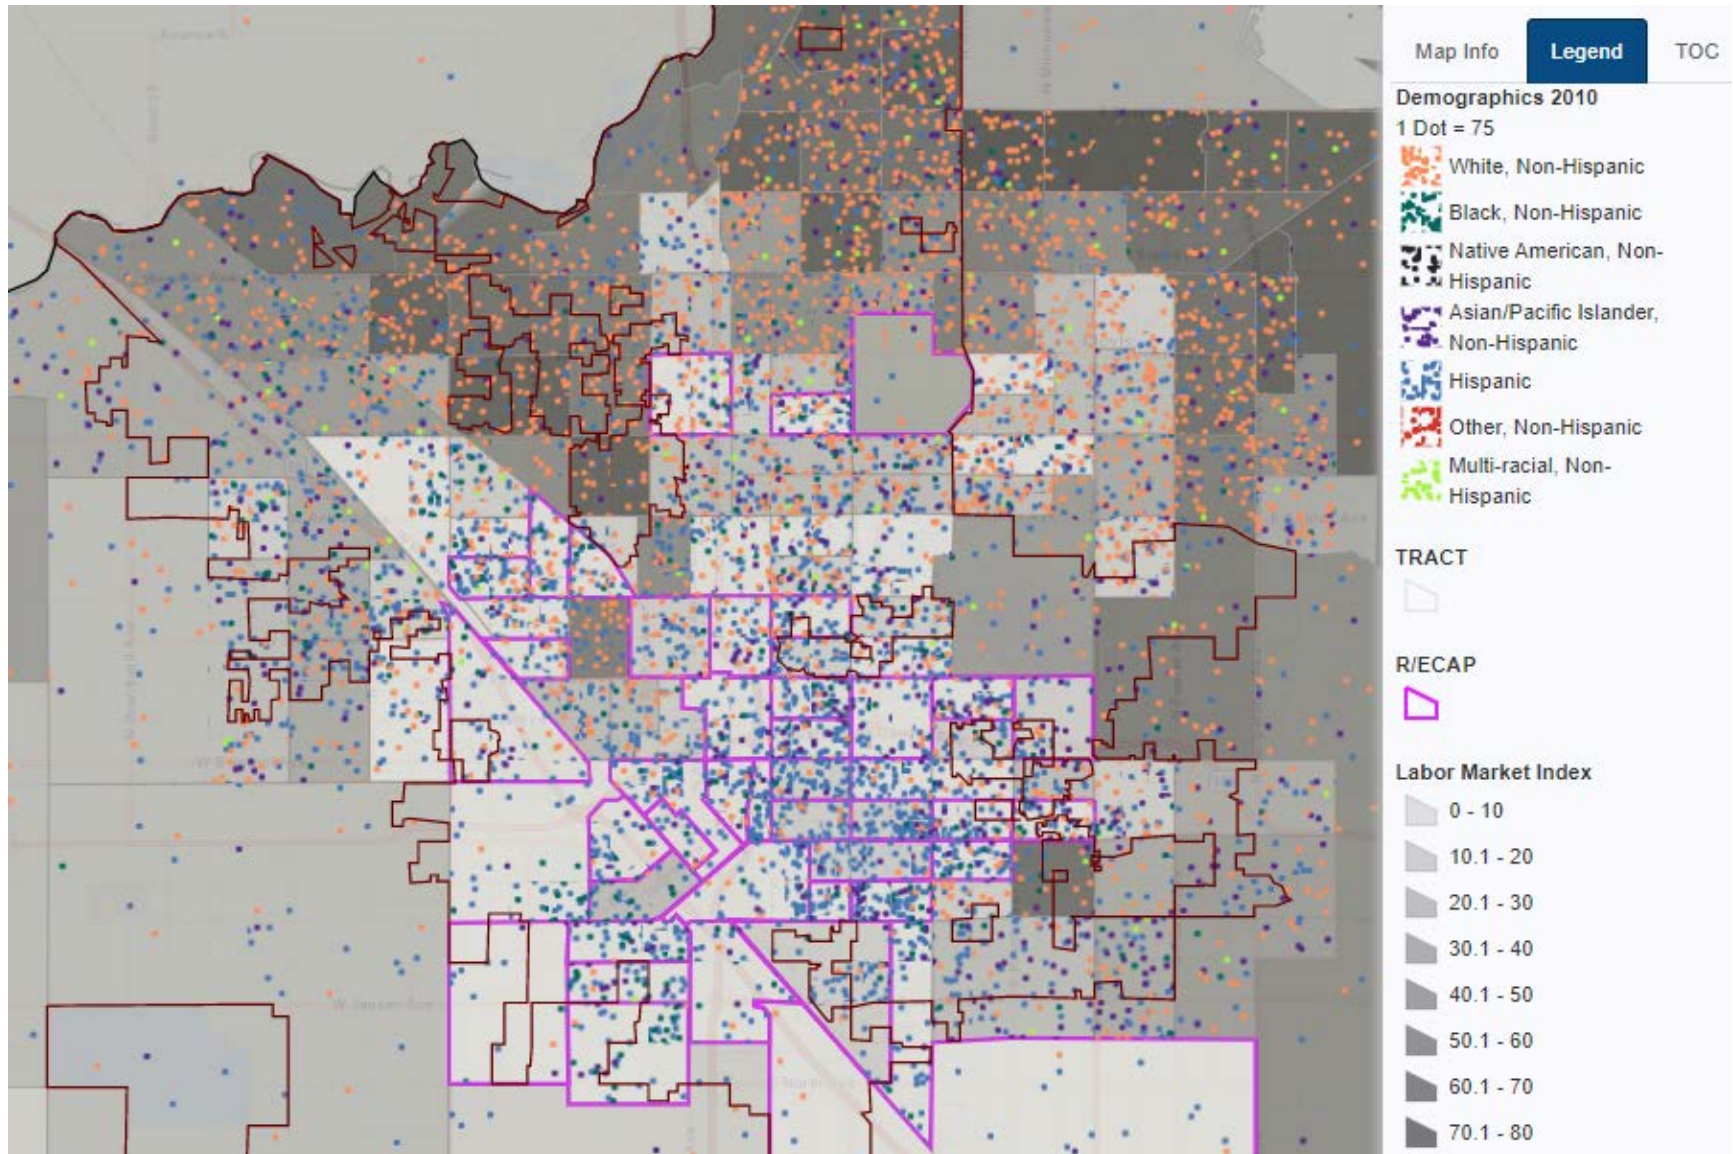 Map Info
Legend
TOC
Demographics 2010
1 Dot = 75
White, Non-Hispanic
Black, Non-Hispanic
Native American, Non-
Hispanic
Asian/Pacific Islander,
Non-Hispanic
Hispanic
Other, Non-Hispanic
Multi-racial, Non-
Hispanic
TRACT
R/ECAP
Labor Market Index
0 - 10
10.1 - 20
20.1 - 30
30.1 - 40
40.1 - 50
50.1 - 60
60.1 - 70
70.1 - 80